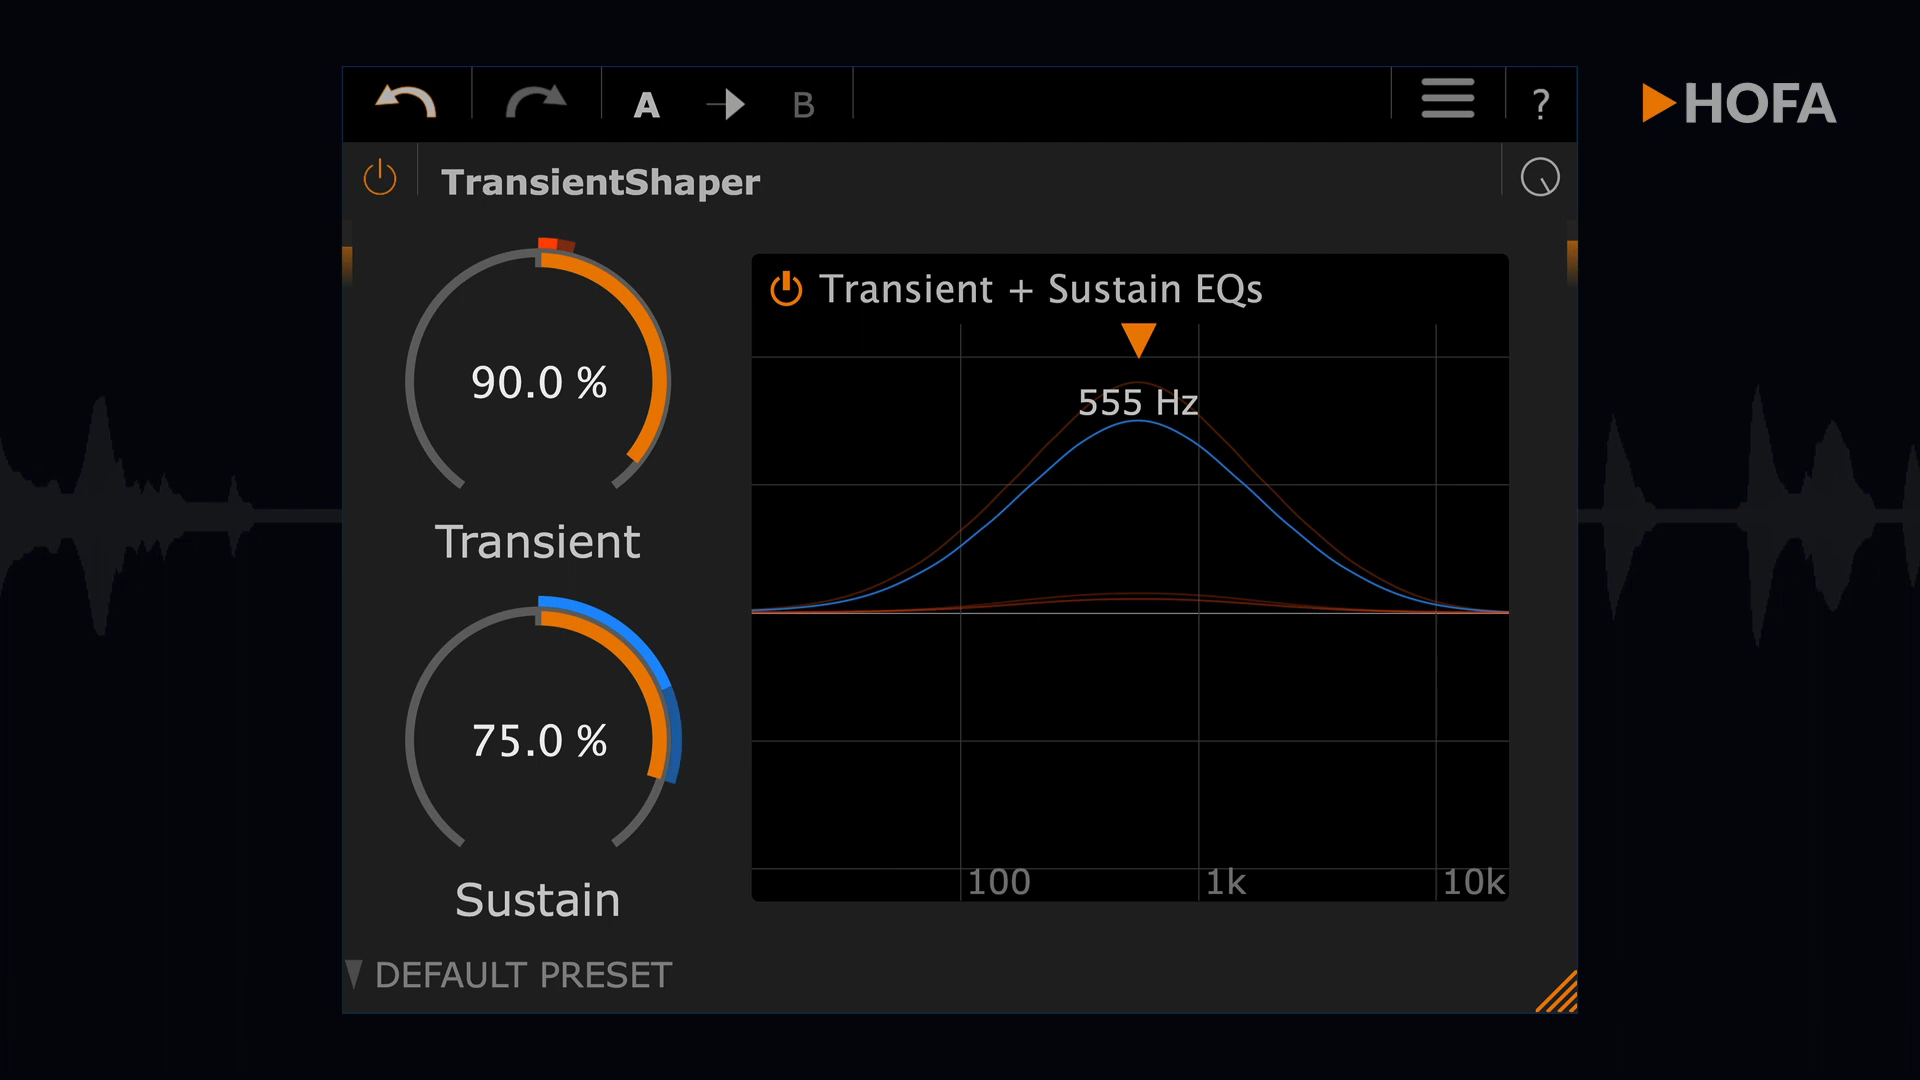 A B ?
HOFA
TransientShaper
Transient + Sustain EQs
90.0 %
555 Hz
Transient
75.0 %
100 1k 10k
Sustain
DEFAULT PRESET